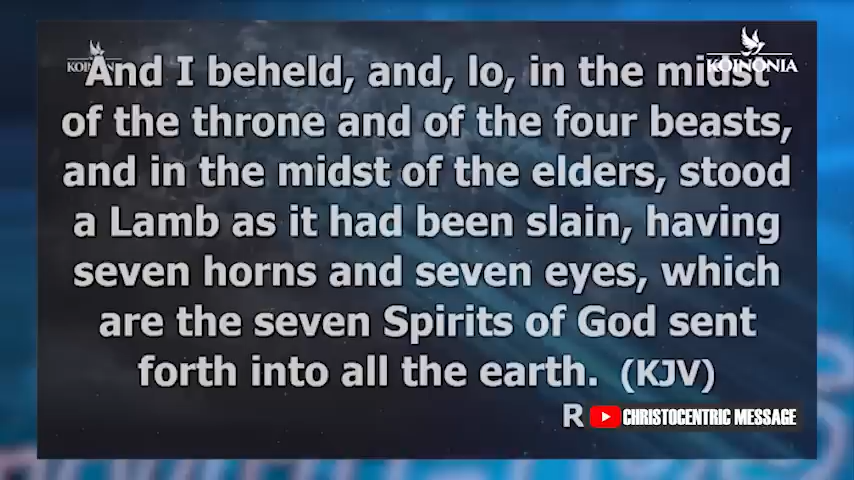 KOINONIA
And I beheld, and, lo, in the midst
of the throne and of the four beasts,
and in the midst of the elders, stood
a Lamb as it had been slain, having
seven horns and seven eyes, which
are the seven Spirits of God sent
forth into all the earth. (KJV)
R
CHRISTOCENTRIC MESSAGE